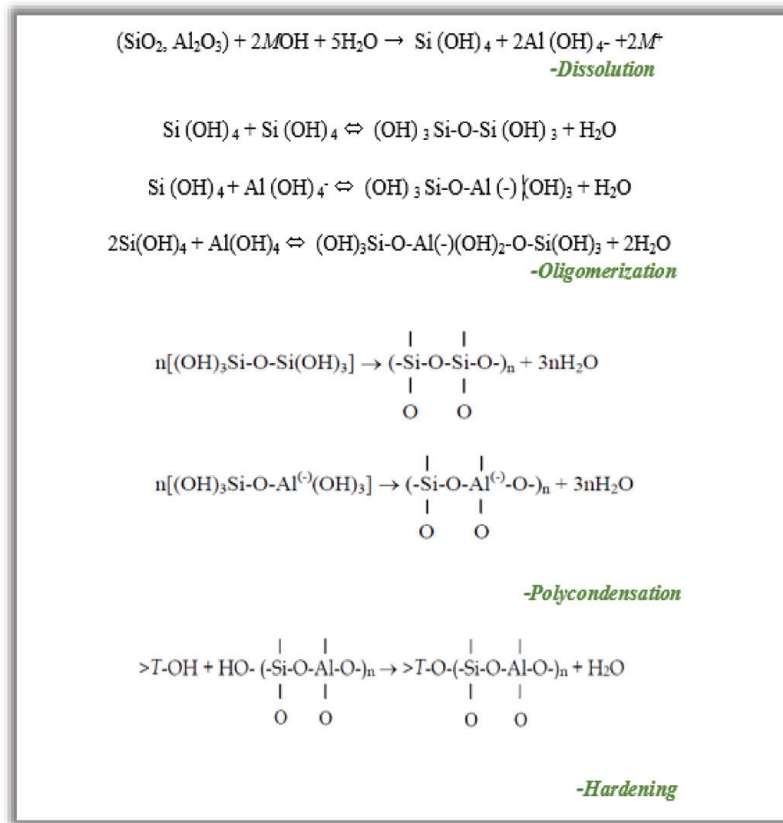 (SiO₂, Al₂O₃) + 2MOH + 5H₂O → Si (OH) ₄ + 2Al (OH) ₄- +2M⁺
-Dissolution
Si (OH) ₄ + Si (OH) ₄ ⇔ (OH) ₃ Si-O-Si (OH) ₃ + H₂O
Si (OH) ₄ + Al (OH) ₄⁻ ⇔ (OH) ₃ Si-O-Al (-) (OH)₃ + H₂O
2Si(OH)₄ + Al(OH)₄ ⇔ (OH)₃Si-O-Al(-)(OH)₂-O-Si(OH)₃ + 2H₂O
-Oligomerization
| |
n[(OH)₃Si-O-Si(OH)₃] → (-Si-O-Si-O-)ₙ + 3nH₂O
| |
O O
| |
n[(OH)₃Si-O-Al⁽⁻⁾(OH)₃] → (-Si-O-Al⁽⁻⁾-O-)ₙ + 3nH₂O
| |
O O
-Polycondensation
| | | |
>T-OH + HO- (-Si-O-Al-O-)ₙ → >T-O-(-Si-O-Al-O-)ₙ + H₂O
| | | |
O O O O
-Hardening